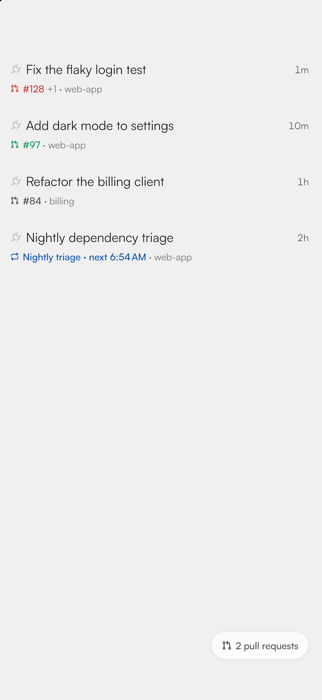 Fix the flaky login test 1m
#128 +1 · web-app
Add dark mode to settings 10m
#97 · web-app
Refactor the billing client 1h
#84 · billing
Nightly dependency triage 2h
Nightly triage · next 6:54 AM · web-app
2 pull requests